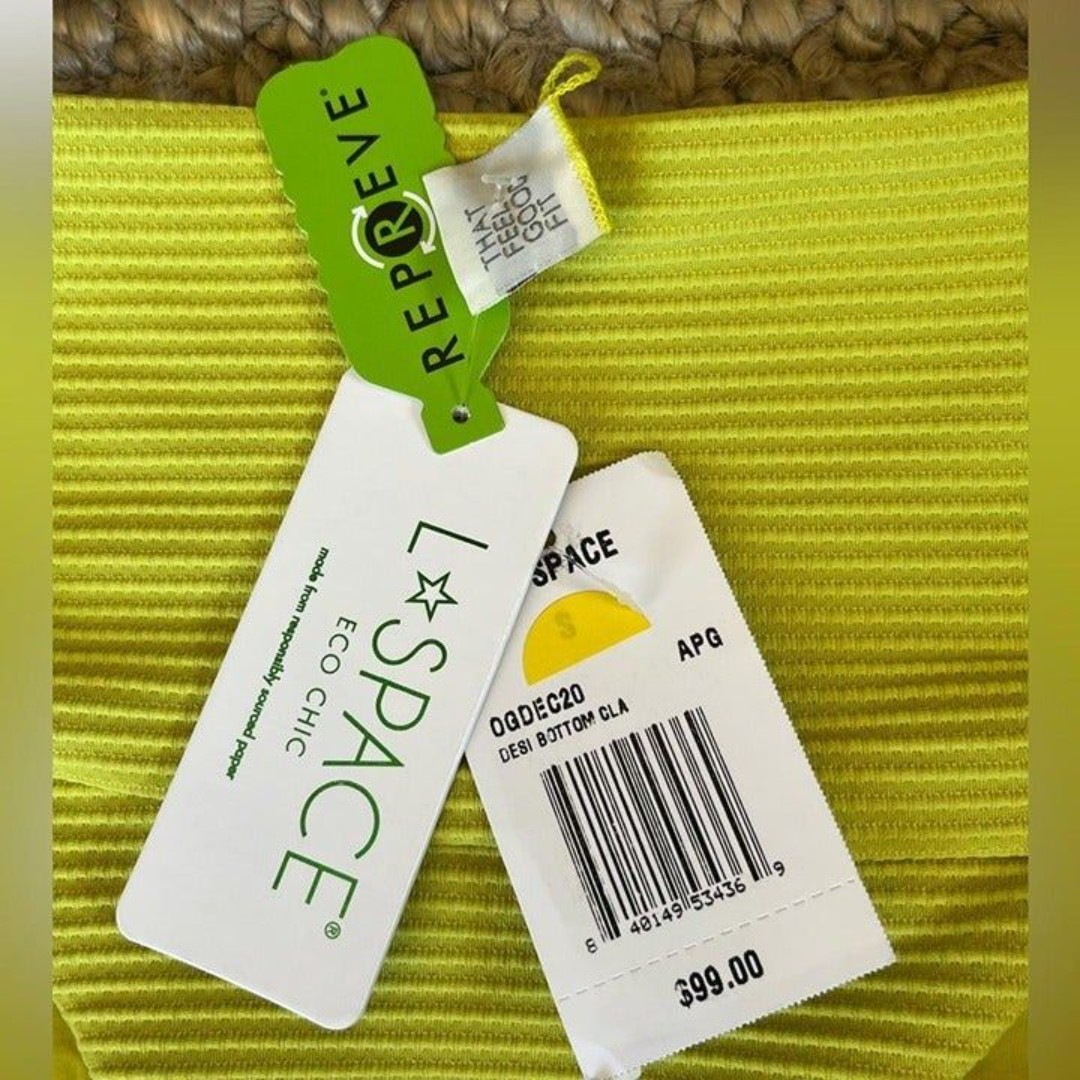 REPREVE®
THAT
FEEL
GOOD
FIT
L☆SPACE®
ECO CHIC
made from responsibly sourced paper
SPACE
S
APG
OGDEC20
DESI BOTTOM CLA
8 40149 53436 9
$99.00